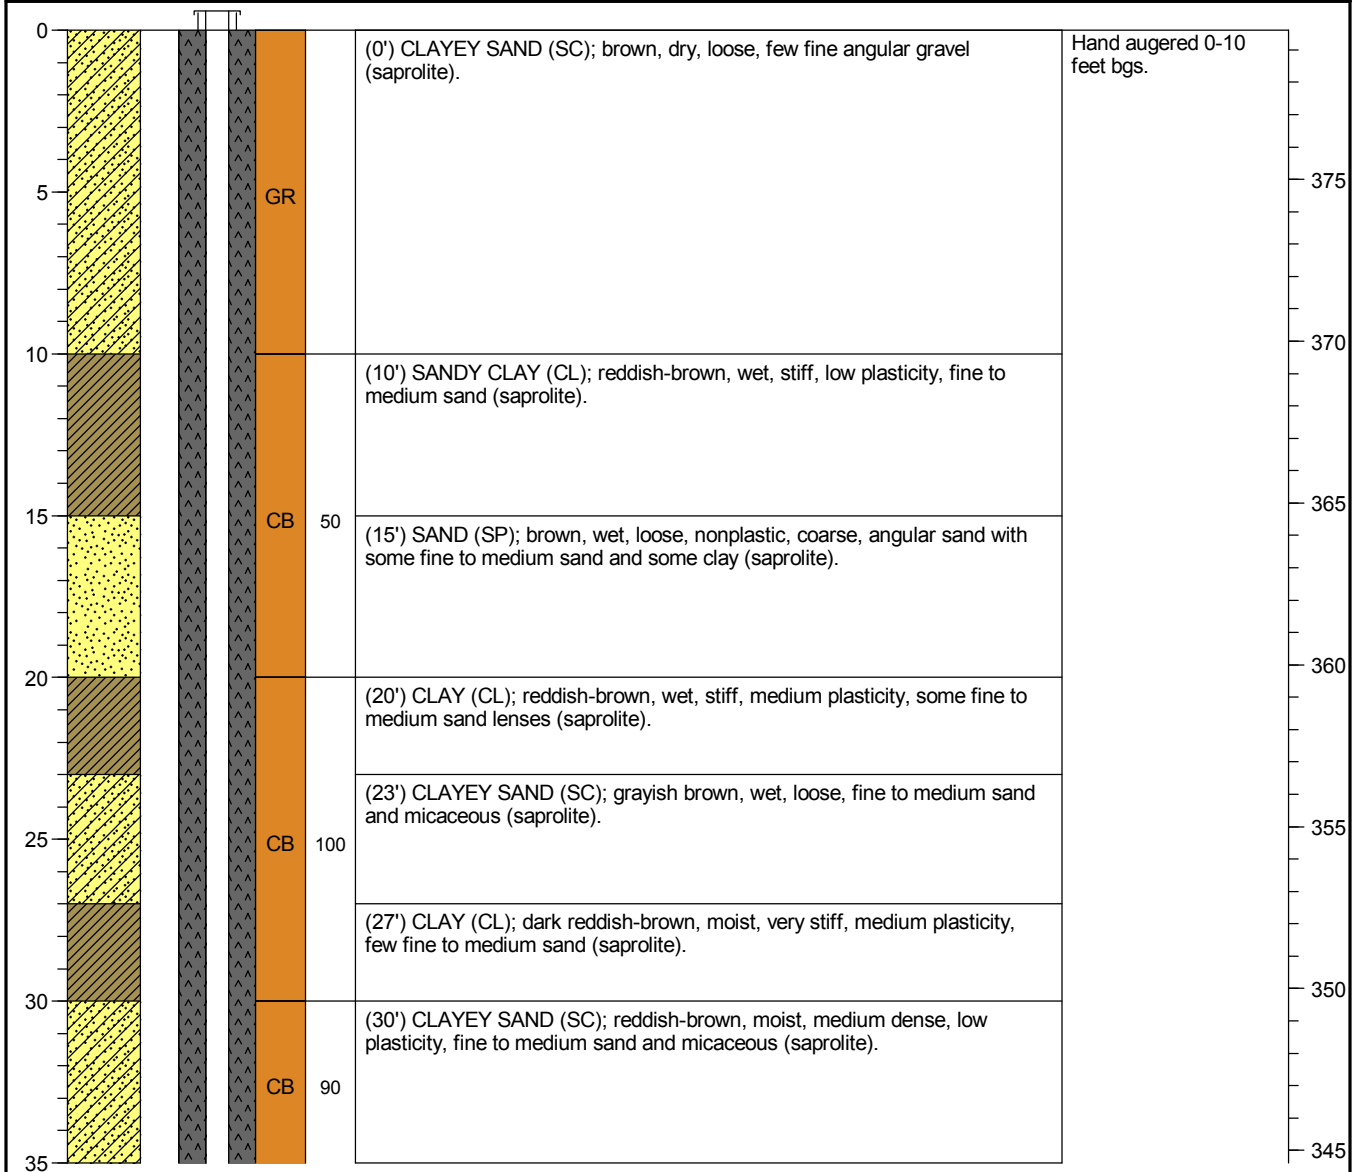 0
(0') CLAYEY SAND (SC); brown, dry, loose, few fine angular gravel
(saprolite).
Hand augered 0-10
feet bgs.
5
GR
375
10
370
(10') SANDY CLAY (CL); reddish-brown, wet, stiff, low plasticity, fine to
medium sand (saprolite).
365
15
CB
50
(15') SAND (SP); brown, wet, loose, nonplastic, coarse, angular sand with
some fine to medium sand and some clay (saprolite).
360
20
(20') CLAY (CL); reddish-brown, wet, stiff, medium plasticity, some fine to
medium sand lenses (saprolite).
(23') CLAYEY SAND (SC); grayish brown, wet, loose, fine to medium sand
and micaceous (saprolite).
355
25
CB
100
(27') CLAY (CL); dark reddish-brown, moist, very stiff, medium plasticity,
few fine to medium sand (saprolite).
350
30
(30') CLAYEY SAND (SC); reddish-brown, moist, medium dense, low
plasticity, fine to medium sand and micaceous (saprolite).
CB
90
345
35